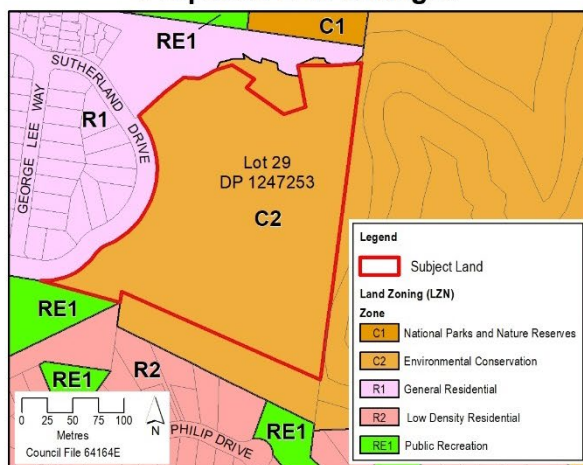 RE1
C1
SUTHERLAND DRIVE
GEORGE LEE WAY
R1
Lot 29
DP 1247253
C2
RE1
R2
RE1
RE1
PHILIP DRIVE
0 25 50 75 100
Metres
N
Council File 64164E
Legend
Subject Land
Land Zoning (LZN)
Zone
C1 National Parks and Nature Reserves
C2 Environmental Conservation
R1 General Residential
R2 Low Density Residential
RE1 Public Recreation